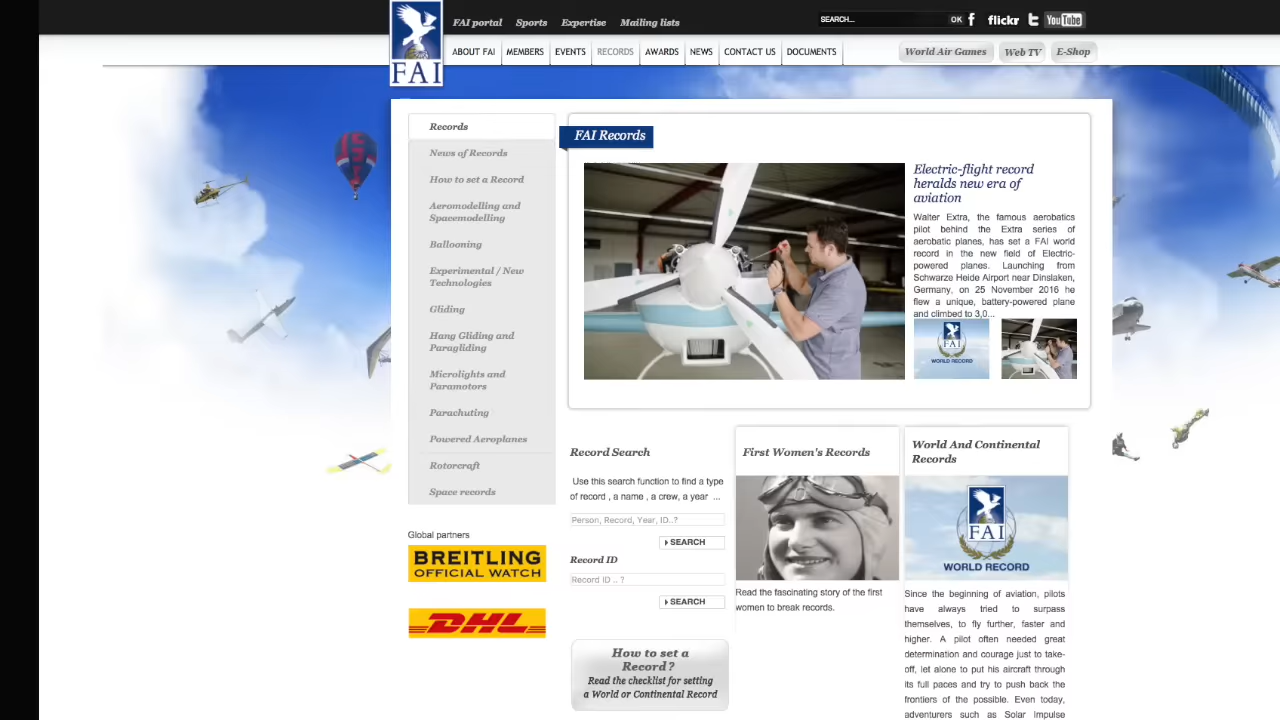 FAI portal Sports Expertise Mailing lists
SEARCH... OK f flickr t YouTube
FAI
ABOUT FAI MEMBERS EVENTS RECORDS AWARDS NEWS CONTACT US DOCUMENTS
World Air Games Web TV E-Shop
Records
News of Records
How to set a Record
Aeromodelling and
Spacemodelling
Ballooning
Experimental / New
Technologies
Gliding
Hang Gliding and
Paragliding
Microlights and
Paramotors
Parachuting
Powered Aeroplanes
Rotorcraft
Space records
Global partners
BREITLING
OFFICIAL WATCH
DHL
FAI Records
Electric-flight record
heralds new era of
aviation
Walter Extra, the famous aerobatics
pilot behind the Extra series of
aerobatic planes, has set a FAI world
record in the new field of Electric-
powered planes. Launching from
Schwarze Heide Airport near Dinslaken,
Germany, on 25 November 2016 he
flew a unique, battery-powered plane
and climbed to 3,0...
FAI
WORLD RECORD
Record Search
Use this search function to find a type
of record , a name , a crew, a year ...
Person, Record, Year, ID..?
SEARCH
Record ID
Record ID .. ?
SEARCH
How to set a
Record?
Read the checklist for setting
a World or Continental Record
First Women's Records
Read the fascinating story of the first
women to break records.
World And Continental
Records
FAI
WORLD RECORD
Since the beginning of aviation, pilots
have always tried to surpass
themselves, to fly further, faster and
higher. A pilot often needed great
determination and courage just to take-
off, let alone to put his aircraft through
its full paces and try to push back the
frontiers of the possible. Even today,
adventurers such as Solar Impulse